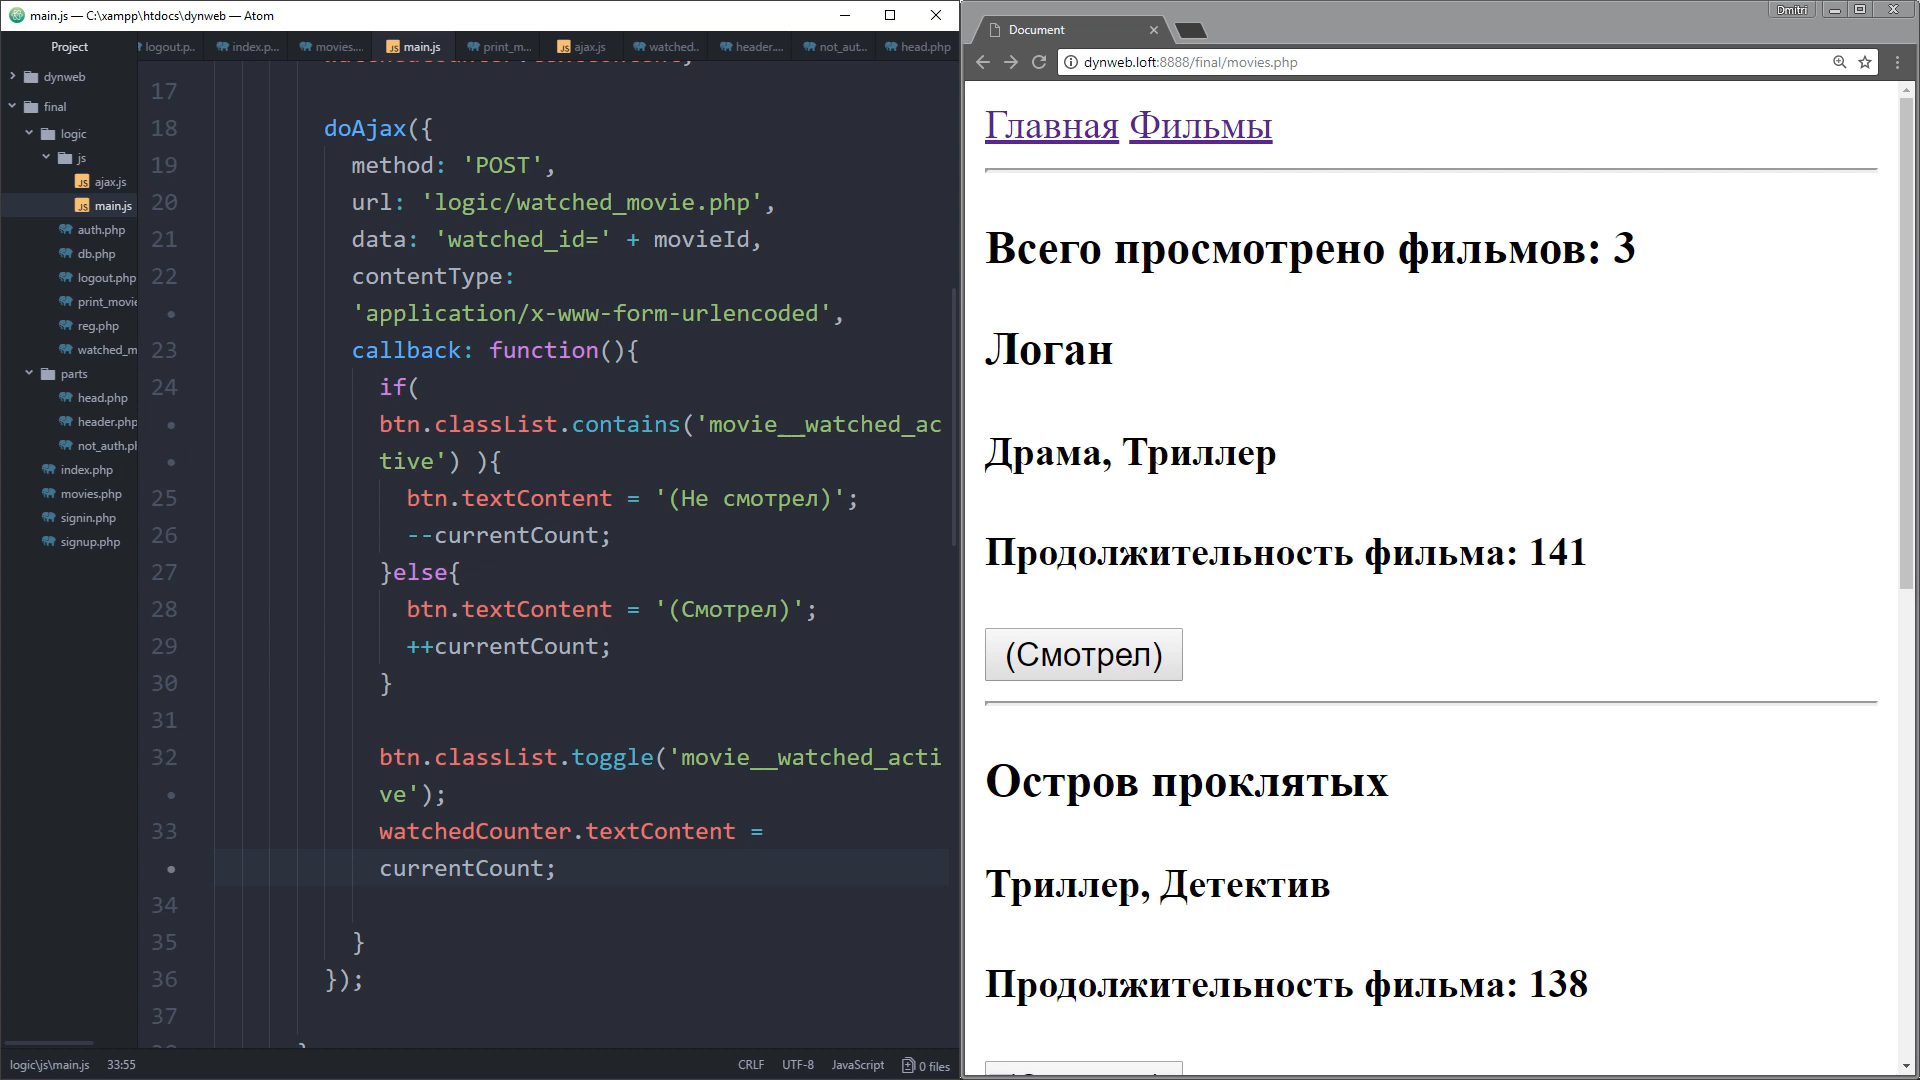 main.js — C:\xampp\htdocs\dynweb — Atom
Project
logout.p..
index.p...
movies....
main.js
print_m...
ajax.js
watched..
header....
not_aut...
head.php
dynweb
final
logic
js
ajax.js
main.js
auth.php
db.php
logout.php
print_movie
reg.php
watched_m
parts
head.php
header.php
not_auth.ph
index.php
movies.php
signin.php
signup.php
watchedCounter.textContent;
17
18 doAjax({
19 method: 'POST',
20 url: 'logic/watched_movie.php',
21 data: 'watched_id=' + movieId,
22 contentType:
'application/x-www-form-urlencoded',
23 callback: function(){
24 if(
btn.classList.contains('movie__watched_ac
tive') ){
25 btn.textContent = '(Не смотрел)';
26 --currentCount;
27 }else{
28 btn.textContent = '(Смотрел)';
29 ++currentCount;
30 }
31
32 btn.classList.toggle('movie__watched_acti
ve');
33 watchedCounter.textContent =
currentCount;
34
35 }
36 });
37
logic\js\main.js 33:55
CRLF UTF-8 JavaScript 0 files
Dmitri
Document
dynweb.loft:8888/final/movies.php
Главная Фильмы
Всего просмотрено фильмов: 3
Логан
Драма, Триллер
Продолжительность фильма: 141
(Смотрел)
Остров проклятых
Триллер, Детектив
Продолжительность фильма: 138